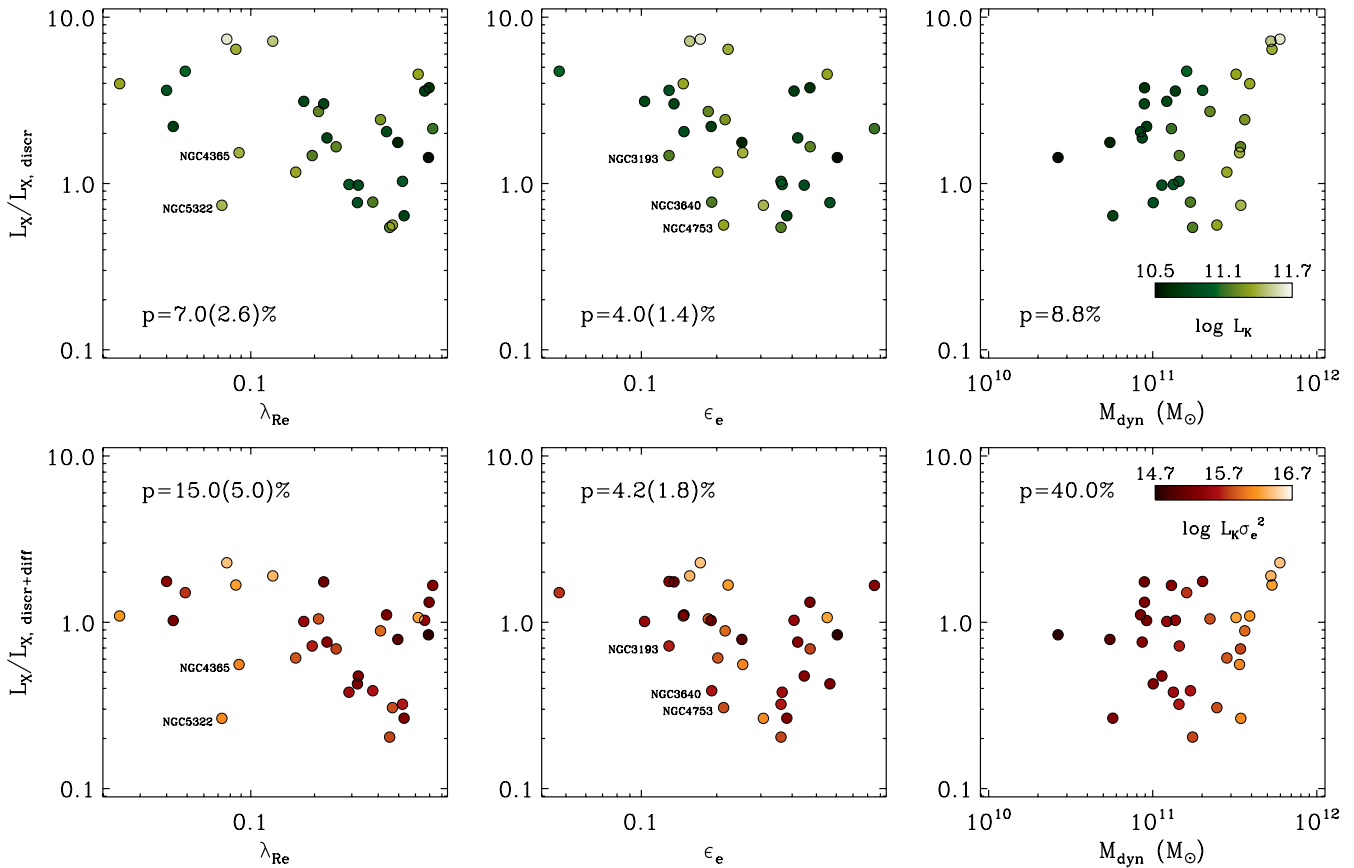 10.0
1.0
0.1
L_X/L_X, discr
NGC4365
NGC5322
p=7.0(2.6)%
0.1
λ_Re
10.0
1.0
0.1
NGC3193
NGC3640
NGC4753
p=4.0(1.4)%
0.1
ϵ_e
10.0
1.0
0.1
10.5 11.1 11.7
log L_K
p=8.8%
10^10 10^11 10^12
M_dyn (M_⊙)
10.0
1.0
0.1
L_X/L_X, discr+diff
p=15.0(5.0)%
NGC4365
NGC5322
0.1
λ_Re
10.0
1.0
0.1
p=4.2(1.8)%
NGC3193
NGC3640
NGC4753
0.1
ϵ_e
10.0
1.0
0.1
p=40.0%
14.7 15.7 16.7
log L_Kσ_e^2
10^10 10^11 10^12
M_dyn (M_⊙)